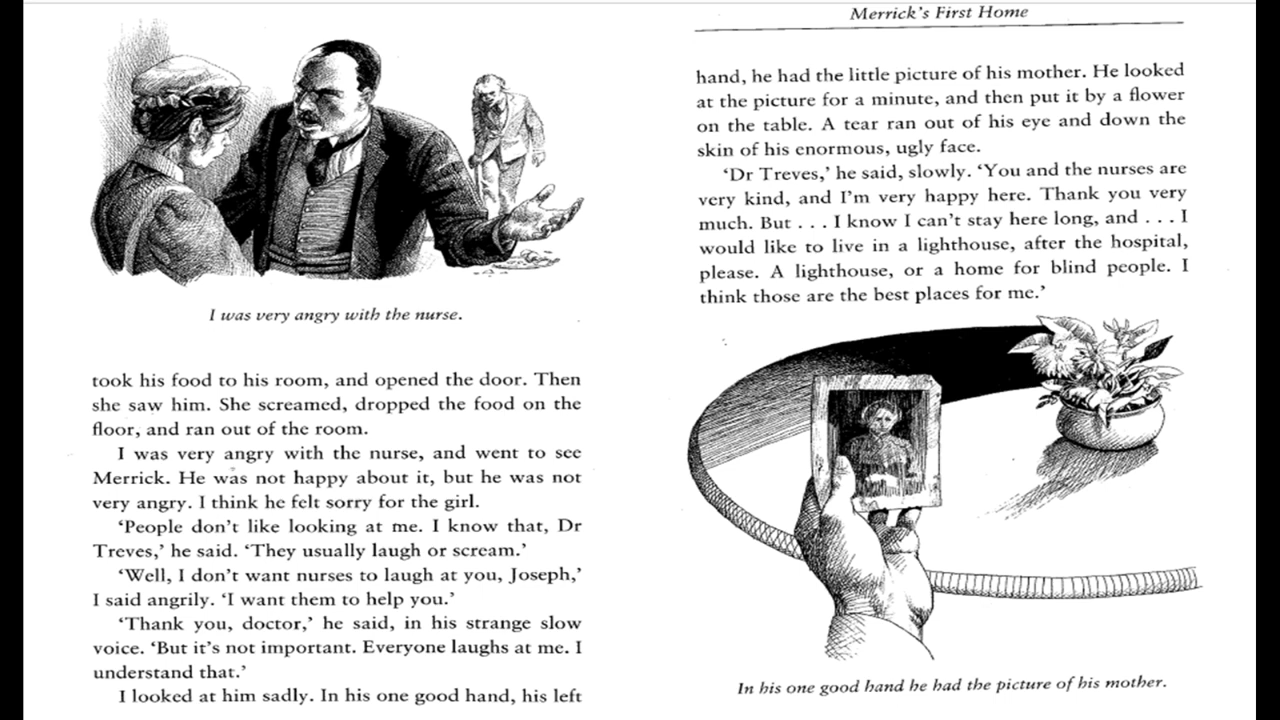 I was very angry with the nurse.
took his food to his room, and opened the door. Then
she saw him. She screamed, dropped the food on the
floor, and ran out of the room.
I was very angry with the nurse, and went to see
Merrick. He was not happy about it, but he was not
very angry. I think he felt sorry for the girl.
‘People don’t like looking at me. I know that, Dr
Treves,’ he said. ‘They usually laugh or scream.’
‘Well, I don’t want nurses to laugh at you, Joseph,’
I said angrily. ‘I want them to help you.’
‘Thank you, doctor,’ he said, in his strange slow
voice. ‘But it’s not important. Everyone laughs at me. I
understand that.’
I looked at him sadly. In his one good hand, his left
Merrick’s First Home
hand, he had the little picture of his mother. He looked
at the picture for a minute, and then put it by a flower
on the table. A tear ran out of his eye and down the
skin of his enormous, ugly face.
‘Dr Treves,’ he said, slowly. ‘You and the nurses are
very kind, and I’m very happy here. Thank you very
much. But . . . I know I can’t stay here long, and . . . I
would like to live in a lighthouse, after the hospital,
please. A lighthouse, or a home for blind people. I
think those are the best places for me.’
In his one good hand he had the picture of his mother.